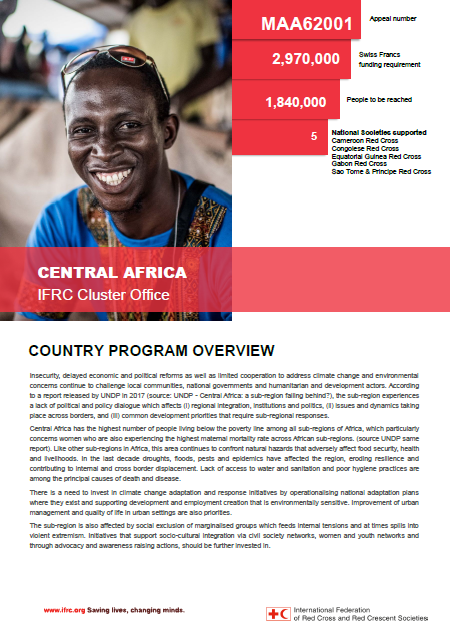 MAA62001
Appeal number
2,970,000
Swiss Francs
funding requirement
1,840,000
People to be reached
5
National Societies supported
Cameroon Red Cross
Congolese Red Cross
Equatorial Guinea Red Cross
Gabon Red Cross
Sao Tome & Principe Red Cross
CENTRAL AFRICA
IFRC Cluster Office
COUNTRY PROGRAM OVERVIEW
Insecurity, delayed economic and political reforms as well as limited cooperation to address climate change and environmental
concerns continue to challenge local communities, national governments and humanitarian and development actors. According
to a report released by UNDP in 2017 (source: UNDP - Central Africa: a sub-region falling behind?), the sub-region experiences
a lack of political and policy dialogue which affects (i) regional integration, institutions and politics, (ii) issues and dynamics taking
place across borders, and (iii) common development priorities that require sub-regional responses.
Central Africa has the highest number of people living below the poverty line among all sub-regions of Africa, which particularly
concerns women who are also experiencing the highest maternal mortality rate across African sub-regions. (source UNDP same
report). Like other sub-regions in Africa, this area continues to confront natural hazards that adversely affect food security, health
and livelihoods. In the last decade droughts, floods, pests and epidemics have affected the region, eroding resilience and
contributing to internal and cross border displacement. Lack of access to water and sanitation and poor hygiene practices are
among the principal causes of death and disease.
There is a need to invest in climate change adaptation and response initiatives by operationalising national adaptation plans
where they exist and supporting development and employment creation that is environmentally sensitive. Improvement of urban
management and quality of life in urban settings are also priorities.
The sub-region is also affected by social exclusion of marginalised groups which feeds internal tensions and at times spills into
violent extremism. Initiatives that support socio-cultural integration via civil society networks, women and youth networks and
through advocacy and awareness raising actions, should be further invested in.
www.ifrc.org Saving lives, changing minds.
International Federation
of Red Cross and Red Crescent Societies